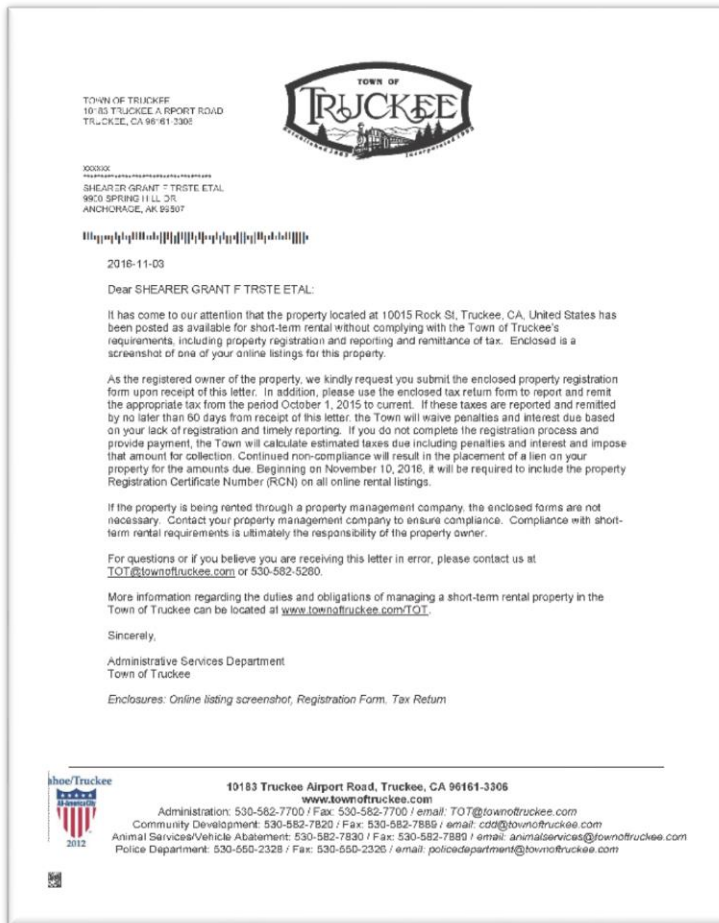 TOWN OF
TRUCKEE
Established 1863 Incorporated 1993
TOWN OF TRUCKEE
10183 TRUCKEE AIRPORT ROAD
TRUCKEE, CA 96161-3306
XXXXXX
SHEARER GRANT F TRSTE ETAL
9900 SPRING HILL DR
ANCHORAGE, AK 99507
2016-11-03
Dear SHEARER GRANT F TRSTE ETAL:
It has come to our attention that the property located at 10015 Rock St, Truckee, CA, United States has
been posted as available for short-term rental without complying with the Town of Truckee's
requirements, including property registration and reporting and remittance of tax. Enclosed is a
screenshot of one of your online listings for this property.
As the registered owner of the property, we kindly request you submit the enclosed property registration
form upon receipt of this letter. In addition, please use the enclosed tax return form to report and remit
the appropriate tax from the period October 1, 2015 to current. If these taxes are reported and remitted
by no later than 60 days from receipt of this letter, the Town will waive penalties and interest due based
on your lack of registration and timely reporting. If you do not complete the registration process and
provide payment, the Town will calculate estimated taxes due including penalties and interest and impose
that amount for collection. Continued non-compliance will result in the placement of a lien on your
property for the amounts due. Beginning on November 10, 2016, it will be required to include the property
Registration Certificate Number (RCN) on all online rental listings.
If the property is being rented through a property management company, the enclosed forms are not
necessary. Contact your property management company to ensure compliance. Compliance with short-
term rental requirements is ultimately the responsibility of the property owner.
For questions or if you believe you are receiving this letter in error, please contact us at
TOT@townoftruckee.com or 530-582-5280.
More information regarding the duties and obligations of managing a short-term rental property in the
Town of Truckee can be located at www.townoftruckee.com/TOT.
Sincerely,
Administrative Services Department
Town of Truckee
Enclosures: Online listing screenshot, Registration Form, Tax Return
ahoe/Truckee
All-America City
2012
10183 Truckee Airport Road, Truckee, CA 96161-3306
www.townoftruckee.com
Administration: 530-582-7700 / Fax: 530-582-7700 / email: TOT@townoftruckee.com
Community Development: 530-582-7820 / Fax: 530-582-7889 / email: cdd@townoftruckee.com
Animal Services/Vehicle Abatement: 530-582-7830 / Fax: 530-582-7889 / email: animalservices@townoftruckee.com
Police Department: 530-550-2328 / Fax: 530-550-2326 / email: policedepartment@townoftruckee.com